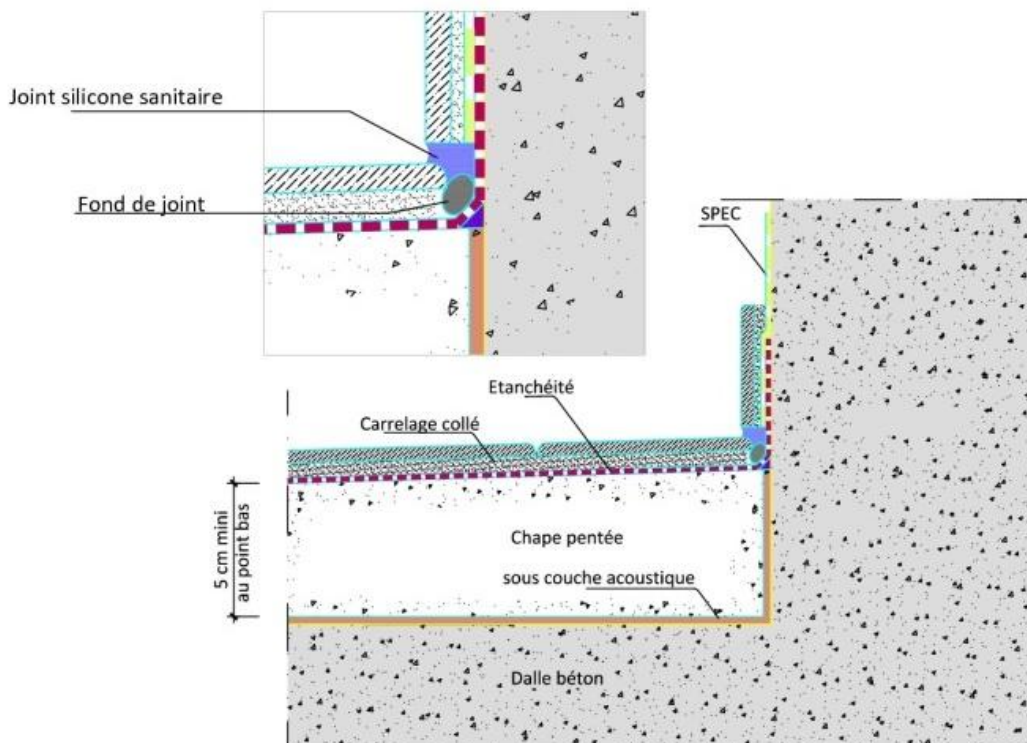 Joint silicone sanitaire
Fond de joint
SPEC
Etanchéité
Carrelage collé
5 cm mini
au point bas
Chape pentée
sous couche acoustique
Dalle béton